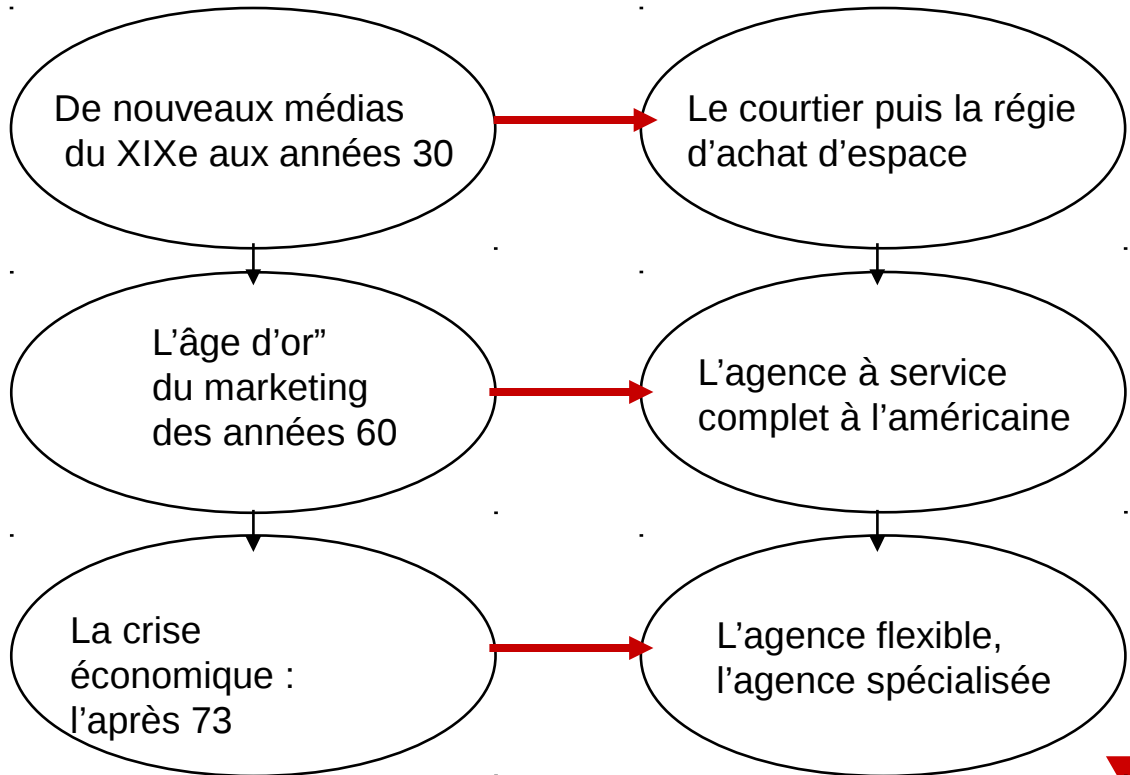 De nouveaux médias
du XIXe aux années 30
Le courtier puis la régie
d’achat d’espace
L’âge d’or”
du marketing
des années 60
L’agence à service
complet à l’américaine
La crise
économique :
l’après 73
L’agence flexible,
l’agence spécialisée